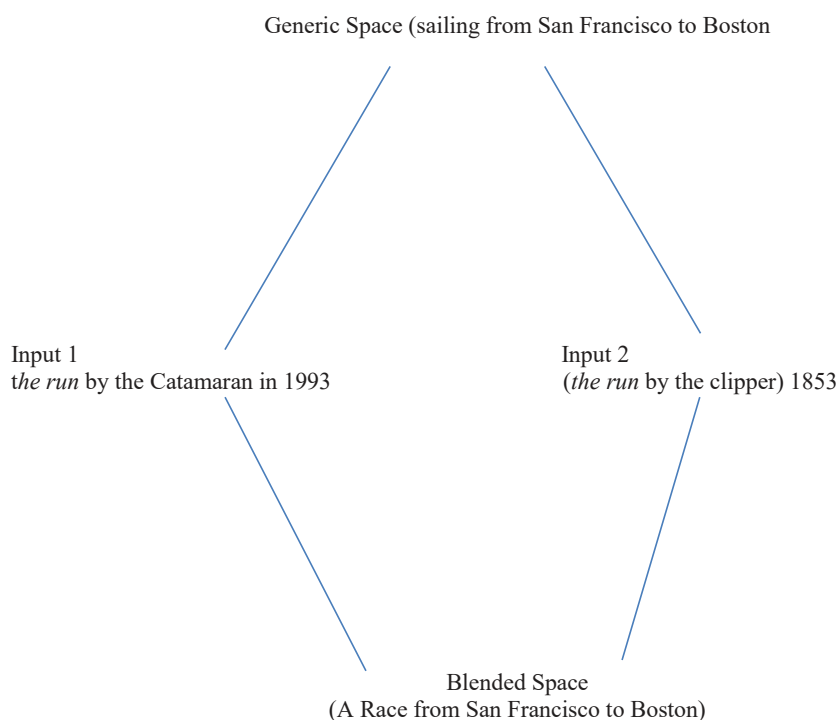 Generic Space (sailing from San Francisco to Boston
Input 1
the run by the Catamaran in 1993
Input 2
(the run by the clipper) 1853
Blended Space
(A Race from San Francisco to Boston)